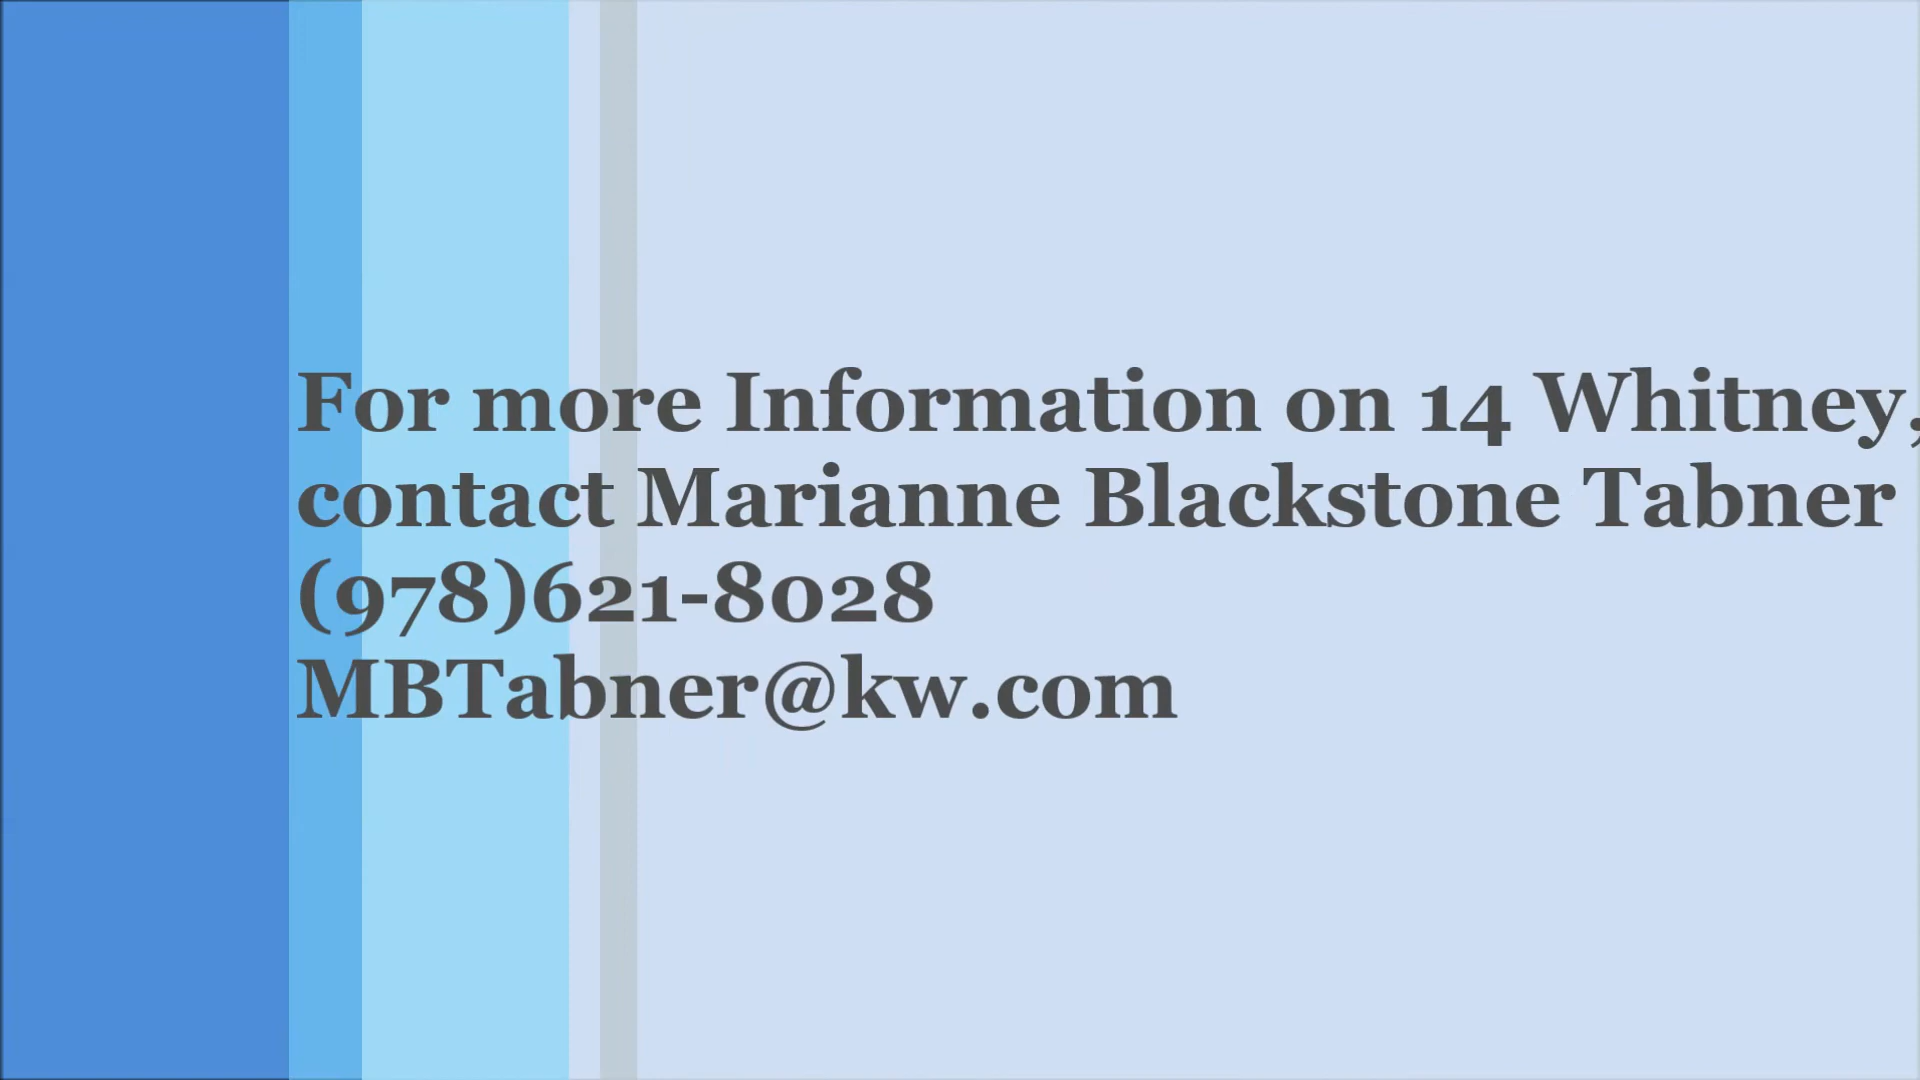 For more Information on 14 Whitney,
contact Marianne Blackstone Tabner
(978)621-8028
MBTabner@kw.com